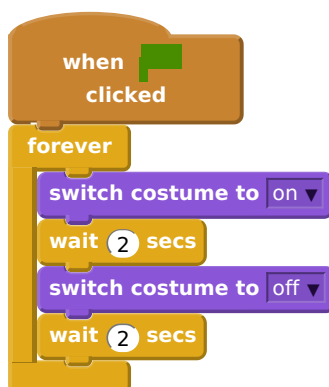 when
clicked
forever
switch costume to on ▼
wait 2 secs
switch costume to off ▼
wait 2 secs